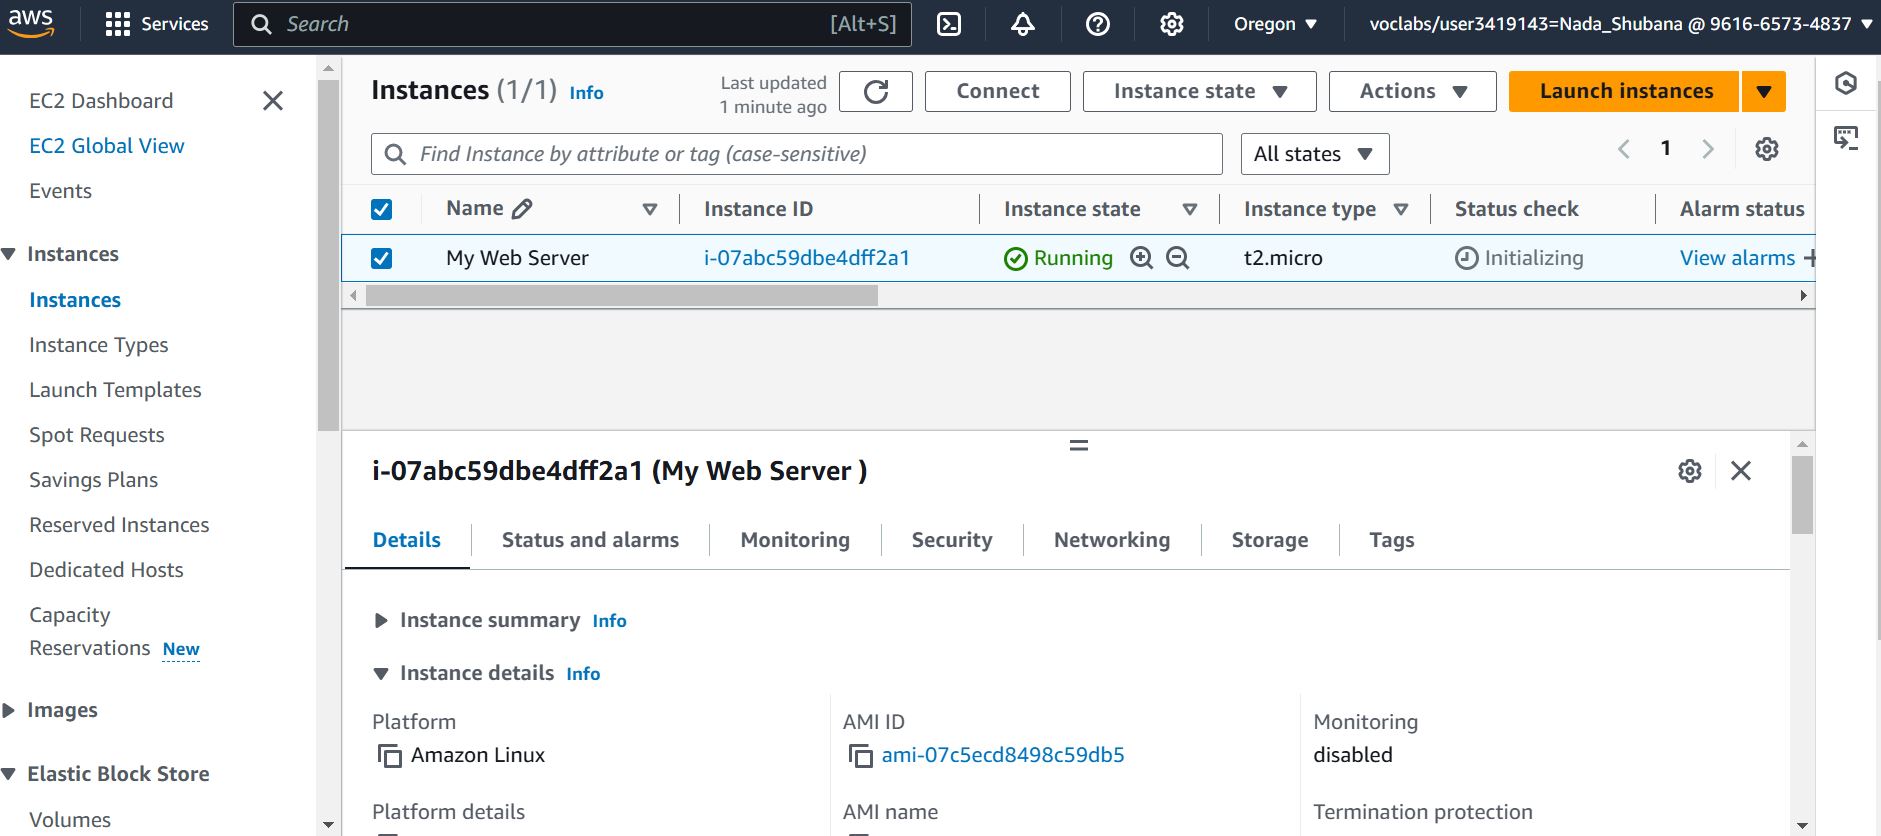 aws
Services
Search
[Alt+S]
Oregon
voclabs/user3419143=Nada_Shubana @ 9616-6573-4837
EC2 Dashboard
EC2 Global View
Events
Instances
Instances
Instance Types
Launch Templates
Spot Requests
Savings Plans
Reserved Instances
Dedicated Hosts
Capacity
Reservations New
Images
Elastic Block Store
Volumes
Instances (1/1) Info
Last updated
1 minute ago
Connect
Instance state
Actions
Launch instances
Find Instance by attribute or tag (case-sensitive)
All states
1
Name Instance ID Instance state Instance type Status check Alarm status
My Web Server i-07abc59dbe4dff2a1 Running t2.micro Initializing View alarms +
i-07abc59dbe4dff2a1 (My Web Server )
Details Status and alarms Monitoring Security Networking Storage Tags
Instance summary Info
Instance details Info
Platform
Amazon Linux
AMI ID
ami-07c5ecd8498c59db5
Monitoring
disabled
Platform details
AMI name
Termination protection